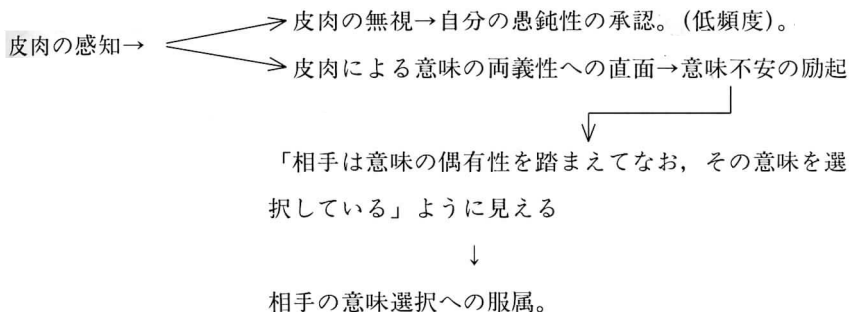 皮肉の無視→自分の愚鈍性の承認。(低頻度)。
皮肉の感知→
皮肉による意味の両義性への直面→意味不安の励起
「相手は意味の偶有性を踏まえてなお，その意味を選
択している」ように見える
↓
相手の意味選択への服属。